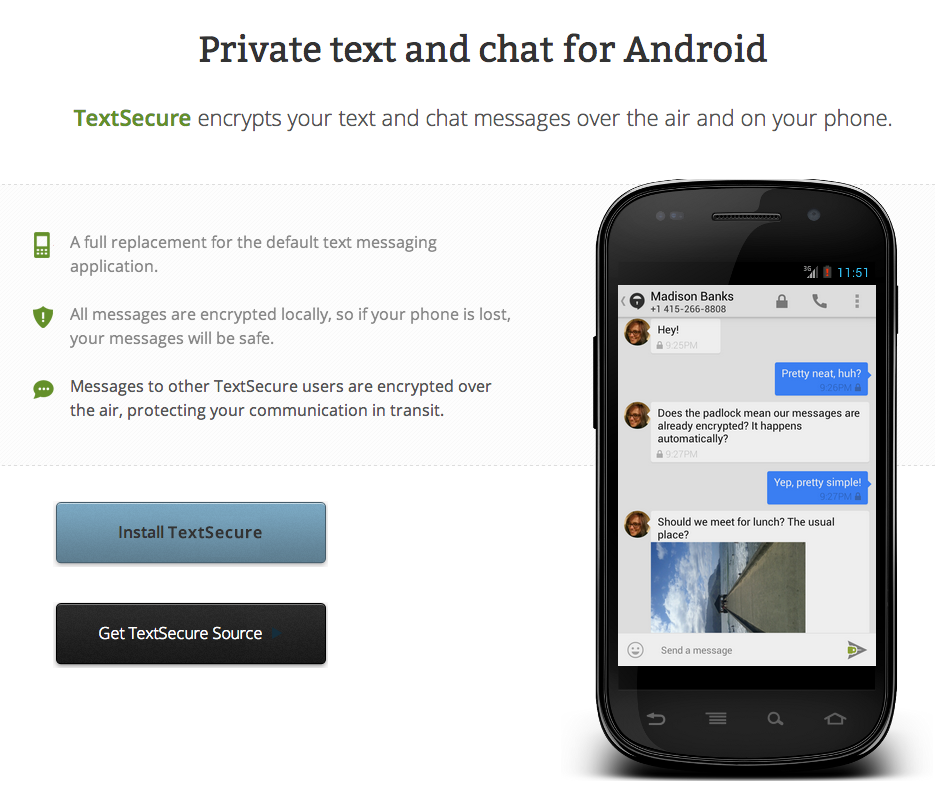 Private text and chat for Android
TextSecure encrypts your text and chat messages over the air and on your phone.
A full replacement for the default text messaging
application.
All messages are encrypted locally, so if your phone is lost,
your messages will be safe.
Messages to other TextSecure users are encrypted over
the air, protecting your communication in transit.
Install TextSecure
Get TextSecure Source
3G
11:51
Madison Banks
+1 415-266-8808
Hey!
9:25PM
Pretty neat, huh?
9:26PM
Does the padlock mean our messages are
already encrypted? It happens
automatically?
9:27PM
Yep, pretty simple!
9:27PM
Should we meet for lunch? The usual
place?
Send a message